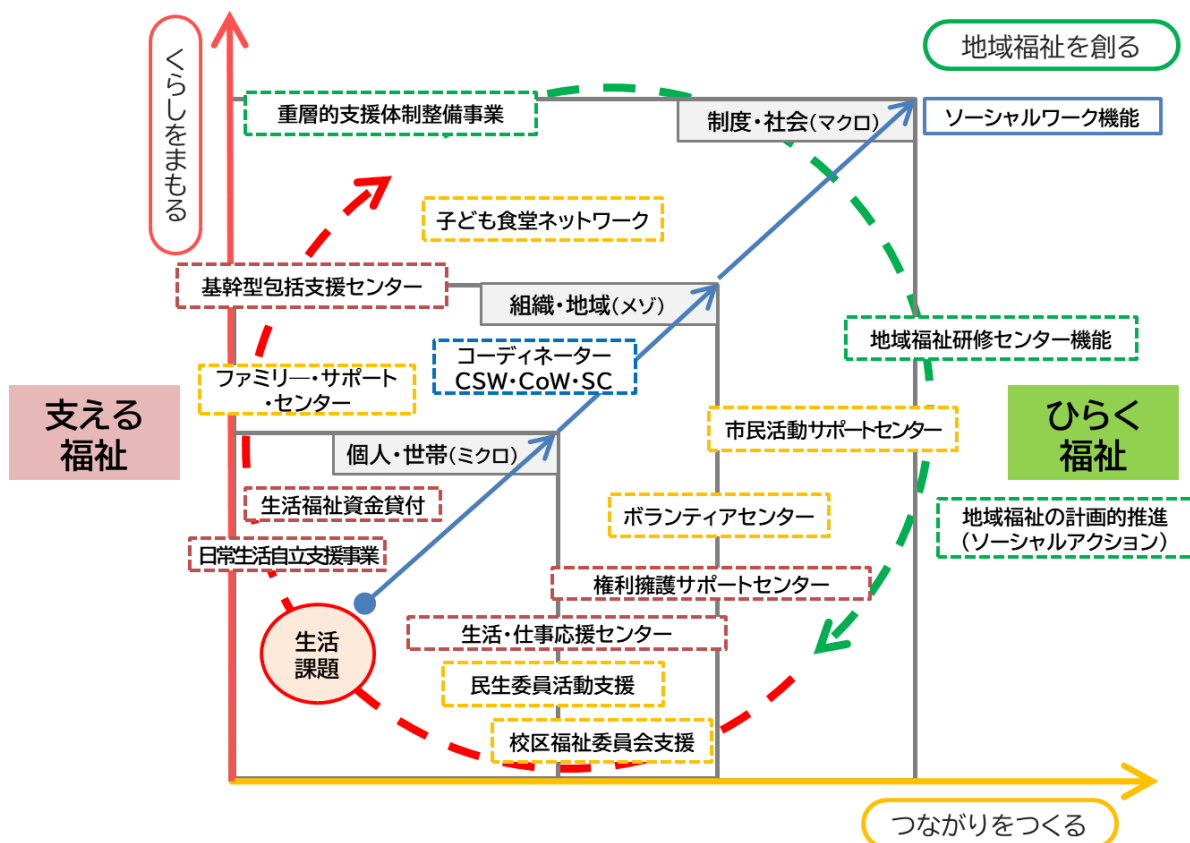 くらしをまもる
地域福祉を創る
重層的支援体制整備事業
制度・社会(マクロ)
ソーシャルワーク機能
子ども食堂ネットワーク
基幹型包括支援センター
組織・地域(メゾ)
地域福祉研修センター機能
コーディネーター
CSW・CoW・SC
ファミリ―・サポート
・センター
支える
福祉
ひらく
福祉
市民活動サポートセンター
個人・世帯(ミクロ)
生活福祉資金貸付
ボランティアセンター
地域福祉の計画的推進
(ソーシャルアクション)
日常生活自立支援事業
権利擁護サポートセンター
生活
課題
生活・仕事応援センター
民生委員活動支援
校区福祉委員会支援
つながりをつくる